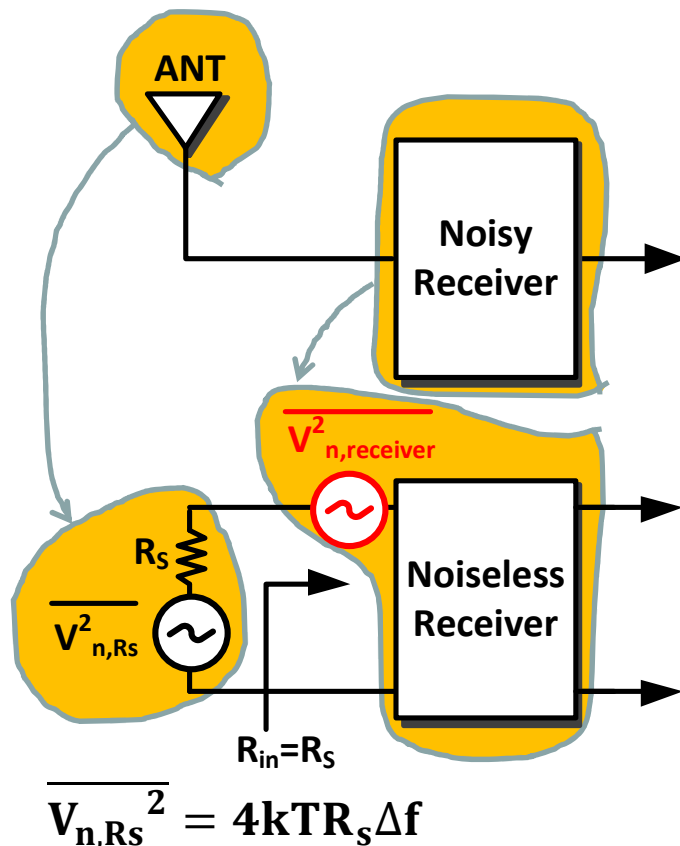 ANT
Noisy
Receiver
V²n,receiver
Rs
V²n,Rs
Noiseless
Receiver
Rin=Rs
Vn,Rs² = 4kTRsΔf